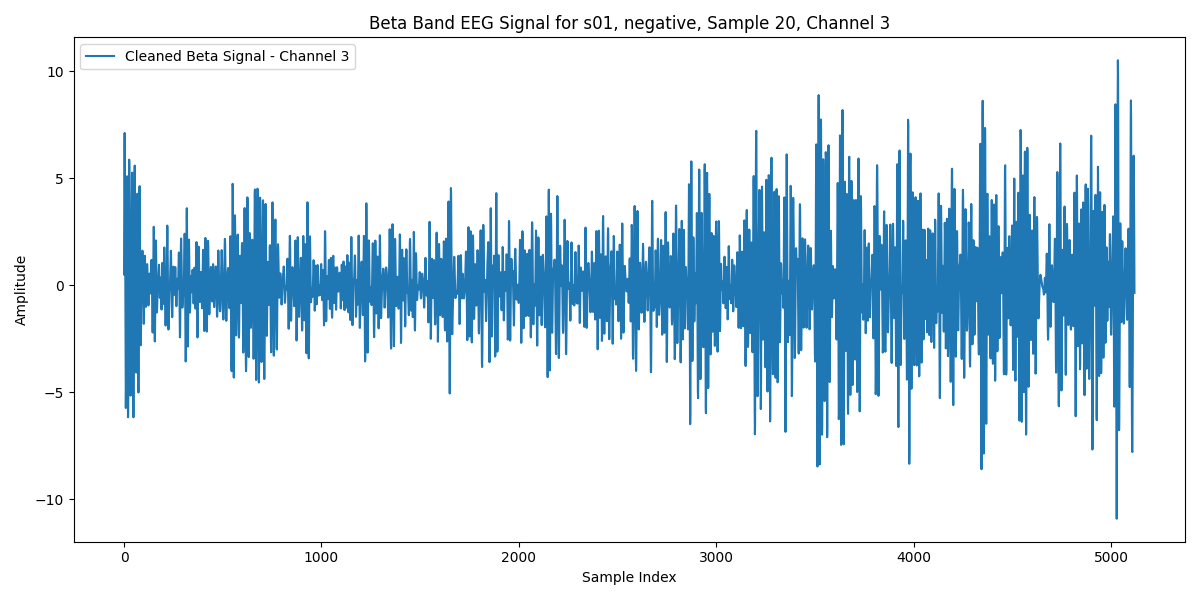 Beta Band EEG Signal for s01, negative, Sample 20, Channel 3
Cleaned Beta Signal - Channel 3
10
5
0
−5
−10
Amplitude
0 1000 2000 3000 4000 5000
Sample Index